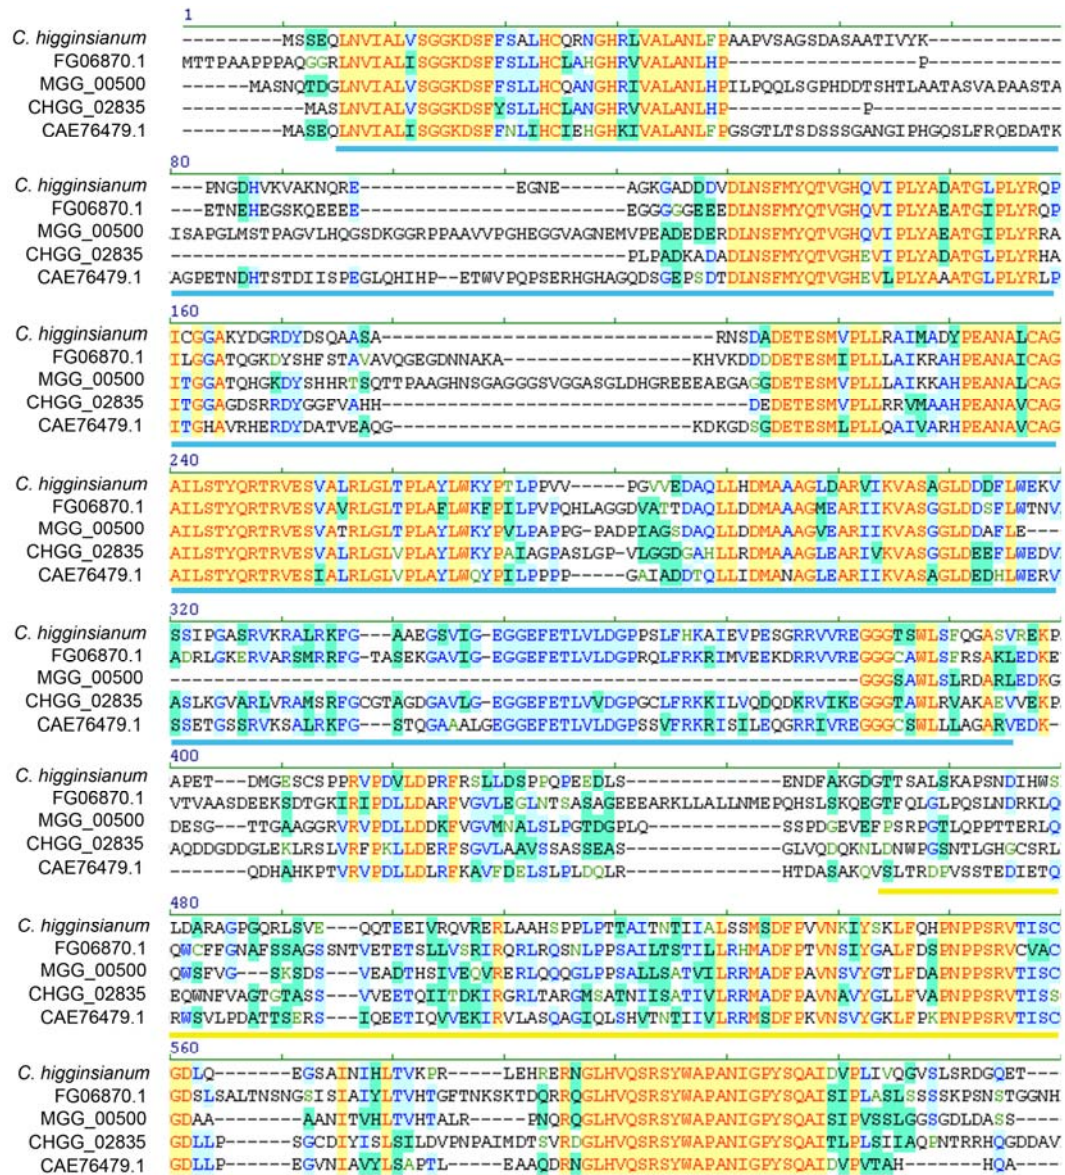 1
C. higginsianum ---------MSSEQLNVIALVSGGKDSFFSALHCQRNGHRLVALANLFPAAPVSAGSDASAATIVYK------------
FG06870.1 MTTPAAPPPAQGGRLNVIALISGGKDSFFSLLHCLAHGHRVVALANLHP-----------------P------------
MGG_00500 ------MASNQTDGLNVIALVSGGKDSFFSLLHCQANGHRIVALANLHPILPQQLSGPHDDTSHTLAATASVAPAASTA
CHGG_02835 -----------MASLNVIALVSGGKDSFYSLLHCLANGHRVVALANLHP------------P-----------------
CAE76479.1 ---------MASEQLNVIALISGGKDSFFNLIHCIEHGHKIVALANLFPGSGTLTSDSSSGANGIPHGQSLFRQEDATK
80
C. higginsianum ---PNGDHVKVAKNQRE--------------EGNE------AGKGADDDVDLNSFMYQTVGHQVIPLYADATGLPLYRQP
FG06870.1 ---ETNEHEGSKQEEEE------------------------EGGGGGEEEDLNSFMYQTVGHQVIPLYAEATGIPLYRQP
MGG_00500 ISAPGLMSTPAGVLHQGSDKGGRPPAAVVPGHEGGVAGNEMVPEADEDERDLNSFMYQTVGHQVIPLYAEATGIPLYRRA
CHGG_02835 -----------------------------------------PLPADKADADLNSFMYQTVGHEVIPLYADATGLPLYRHA
CAE76479.1 AGPETNDHTSTDIISPEGLQHIHP--ETWVPQPSERHGHAGQDSGEPSDTDLNSFMYQTVGHEVLPLYAAATGLPLYRLP
160
C. higginsianum ICGGAKYDGRDYDSQAASA------------------------------RNSDADETESMVPLLRAIMADYPEANALCAG
FG06870.1 ILGGATQGKDYSHFSTAVAVQGEGDNNAKA-----------------KHVKDDDDETESMIPLLLAIKRAHPEANAICAG
MGG_00500 ITGGATQHGKDYSHHRTSQTTPAAGHNSGAGGGSVGGASGLDHGREEEAEGAGGDETESMVPLLLAIKKAHPEANALCAG
CHGG_02835 ITGGAGDSRRDYGGFVAHH---------------------------------DEDETESMVPLLRRVMAAHPEANAVCAG
CAE76479.1 ITGHAVRHERDYDATVEAQG---------------------------KDKGDSGDETESMLPLLQAIVARHPEANAVCAG
240
C. higginsianum AILSTYQRTRVESVALRLGLTPLAYLWKYPTLPPVV-----PGVVEDAQLLHDMAAAGLDARVIKVASAGLDDDFLWEKV
FG06870.1 AILSTYQRTRVESVAVRLGLTPLAFLWKFPILPVPQHLAGGDVATTDAQLLDDMAAAGMEARIIKVASGGLDDSFLWTNV
MGG_00500 AILSTYQRTRVESVATRLGLTPLAYLWKYPVLPAPPG-PADPIAGSDAQLLDDMAAAGVEARIIKVASGGLDDAFLE---
CHGG_02835 AILSTYQRTRVESVALRLGLVPLAYLWKYPAIAGPASLGP-VLGGDGAHLLRDMAAAGLEARIVKVASGGLDEEFLWEDV
CAE76479.1 AILSTYQRTRVESIALRLGLVPLAYLWQYPILPPPP-----GAIADDTQLLIDMANAGLEARIIKVASAGLDEDHLWERV
320
C. higginsianum SSIPGASRVKRALRKFG---AAEGSVIG-EGGEFETLVLDGPPSLFHKAIEVPESGRRVVREGGGTSWLSFQGASVREKP
FG06870.1 ADRLGKERVARSMRRFG-TASEKGAVIG-EGGEFETLVLDGPRQLFRKRIMVEEKDRRVVREGGGCAWLSFRSAKLEDKE
MGG_00500 --------------------------------------------------------------GGGSAWLSLRDARLEDKG
CHGG_02835 ASLKGVARLVRAMSRFGCGTAGDGAVLG-EGGEFETLVVDGPGCLFRKKILVQDQDKRVIKEGGGTAWLRVAKAEVVEKP
CAE76479.1 SSETGSSRVKSALRKFG---STQGAAALGEGGEFETLVLDGPSSVFRKRISILEQGRRIVREGGGCSWLLLAGARVEDK-
400
C. higginsianum APET---DMGESCSPPRVPDVLDPRFRSLLDSPPQPEEDLS--------------ENDFAKGDGTTSALSKAPSNDIHWS
FG06870.1 VTVAASDEEKSDTGKIRIPDLLDARFVGVLEGLNTSASAGEEEARKLLALLNMEPQHSLSKQEGTFQLGLPQSLNDRKLQ
MGG_00500 DESG---TTGAAGGRVRVPDLLDDKFVGVMNALSLPGTDGPLQ------------SSPDGEVEFPSRPGTLQPPTTERLQ
CHGG_02835 AQDDGDDGLEKLRSLVRFPKLLDERFSGVLAAVSSASSEAS--------------GLVQDQKNLDNWPGSNTLGHGCSRL
CAE76479.1 -------QDHAHKPTVRVPDLLDLRFKAVFDELSLPLDQLR--------------HTDASAKQVSLTRDPVSSTEDIETQ
480
C. higginsianum LDARAGPGQRLSVE---QQTEEIVRQVRERLAAHSPPLPTTAITNTIIALSSMSDFPVVNKIYSKLFQHPNPPSRVTISC
FG06870.1 QWCFFGNAFSSAGSSNTVETETSLLVSRIRQRLRQSNLPPSAILTSTILLRHMADFPTVNSIYGALFDRPNPPSRVCVAC
MGG_00500 QWSFVG---SKSDS---VEADTHSIVEQVRERLQQQGLPPSALLSATVILRRMADFPAVNSVYGTLFDAPNPPSRVTISC
CHGG_02835 EQWNFVAGTGTASS---VVEETQIITDKIRGRLTARGMSATNIISATIVLRRMADFPAVNAVYGLLFVAPNPPSRVTISS
CAE76479.1 RWSVLPDATTSERS---IQEETIQVVEKIRVLASQAGIQLSHVTNTIIVLRRMSDFPKVNSVYGKLFPKPNPPSRVTISC
560
C. higginsianum GDLQ-------EGSAINIHLTVKPR-----LEHRERNGLHVQSRSYWAPANIGPYSQAIDVPLIVQGVSLSRDGQET---
FG06870.1 GDSLSALTNSNGSISIAIYLTVHTGFTNKSKTDQRRQGLHVQSRSYWAPANIGPYSQAISIPLASLSSSSKPSNSTGGNH
MGG_00500 GDAA-------AANITVHLTVHTALR-----PNQRQGLHVQSRSYWAPANIGPYSQAISIPVSSLGGSGDLDASS-----
CHGG_02835 GDLLP------SGCDIYISLSILDVPNPAIMDTSVRDGLHVQSRSYWAPANIGPYSQAITLPLSIIAQPNTRRHQGDDAV
CAE76479.1 GDLLP------EGVNIAVYLSAPTL-----EAAQDRNGLHVQSRSYWAPANIGPYSQAIDVPVTAH-----HQA------